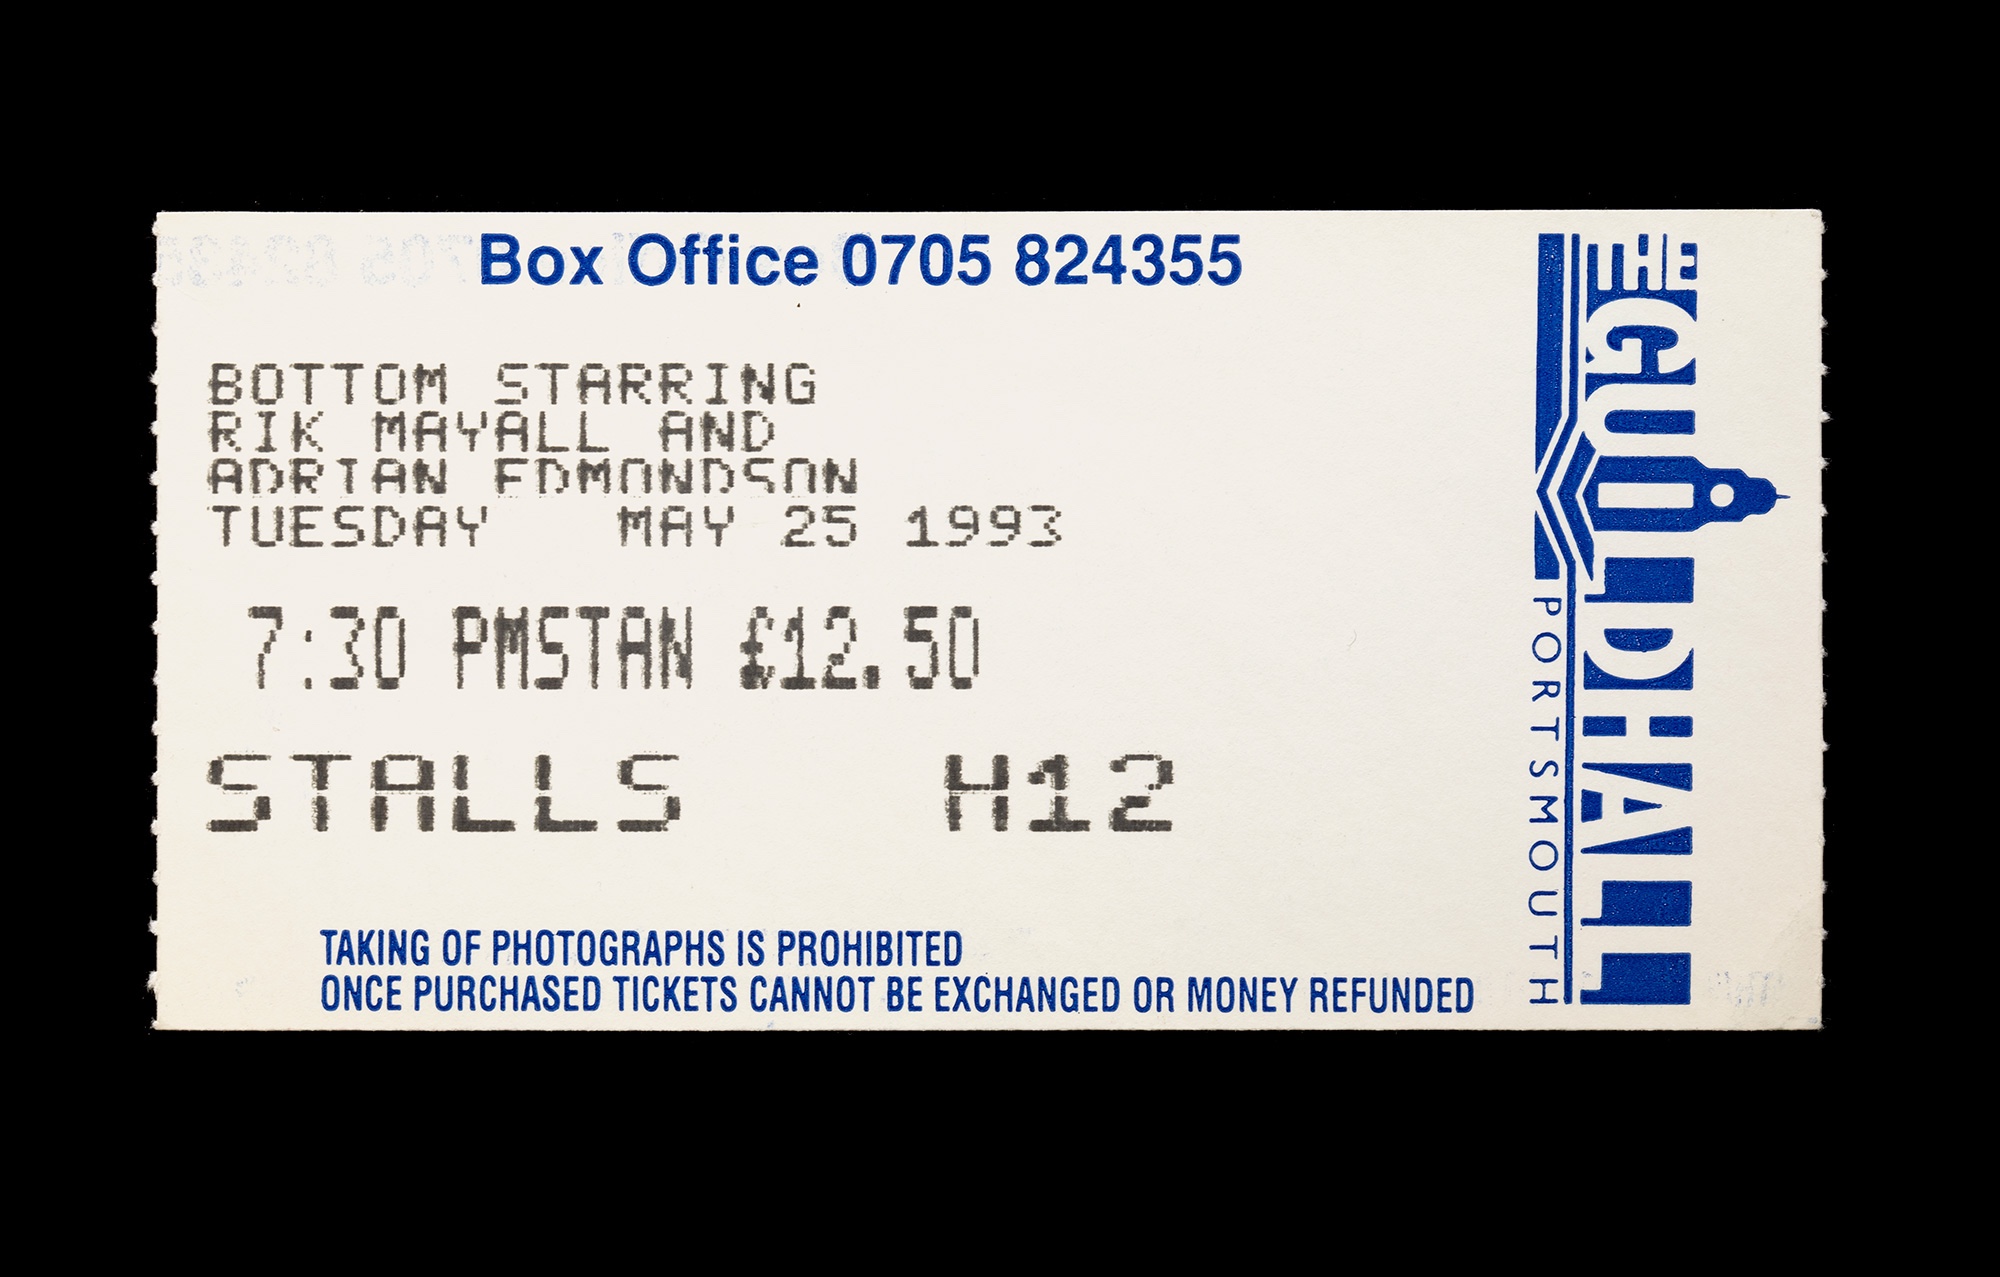 Box Office 0705 824355
BOTTOM STARRING
RIK MAYALL AND
ADRIAN EDMONDSON
TUESDAY MAY 25 1993
7:30 PMSTAN £12.50
STALLS H12
TAKING OF PHOTOGRAPHS IS PROHIBITED
ONCE PURCHASED TICKETS CANNOT BE EXCHANGED OR MONEY REFUNDED
THE GUILDHALL
PORTSMOUTH